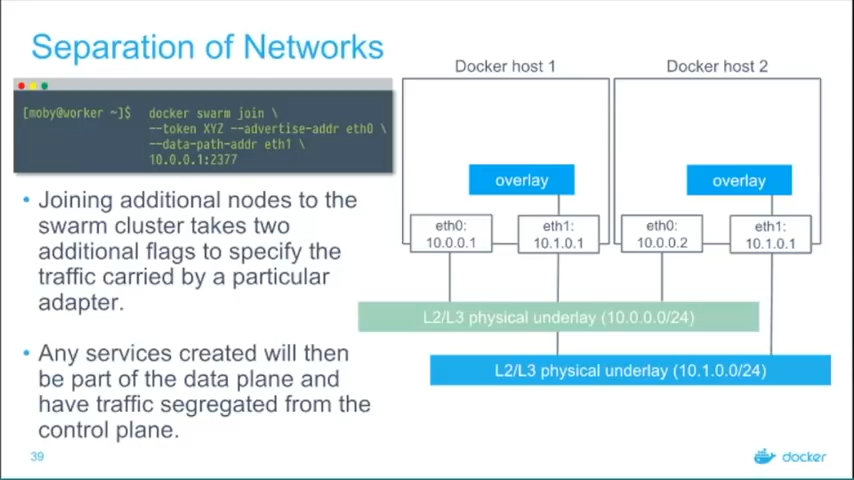 Separation of Networks
[moby@worker ~]$ docker swarm join \
--token XYZ --advertise-addr eth0 \
--data-path-addr eth1 \
10.0.0.1:2377
• Joining additional nodes to the
swarm cluster takes two
additional flags to specify the
traffic carried by a particular
adapter.
• Any services created will then
be part of the data plane and
have traffic segregated from the
control plane.
Docker host 1
Docker host 2
overlay
overlay
eth0:
10.0.0.1
eth1:
10.1.0.1
eth0:
10.0.0.2
eth1:
10.1.0.1
L2/L3 physical underlay (10.0.0.0/24)
L2/L3 physical underlay (10.1.0.0/24)
39
docker